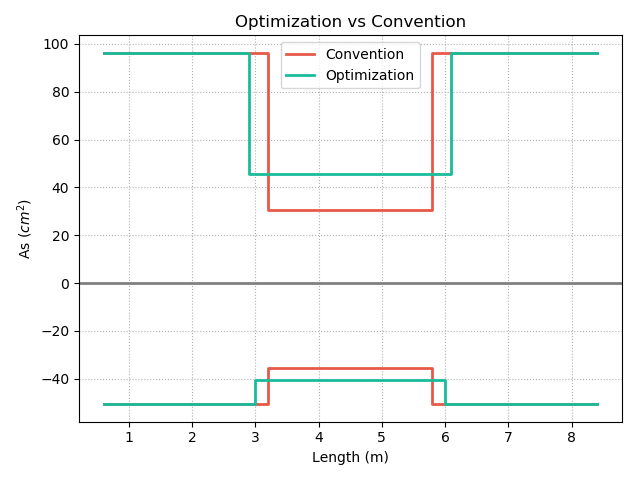 Optimization vs Convention
Convention
Optimization
100
80
60
40
20
0
−20
−40
As (cm²)
1 2 3 4 5 6 7 8
Length (m)